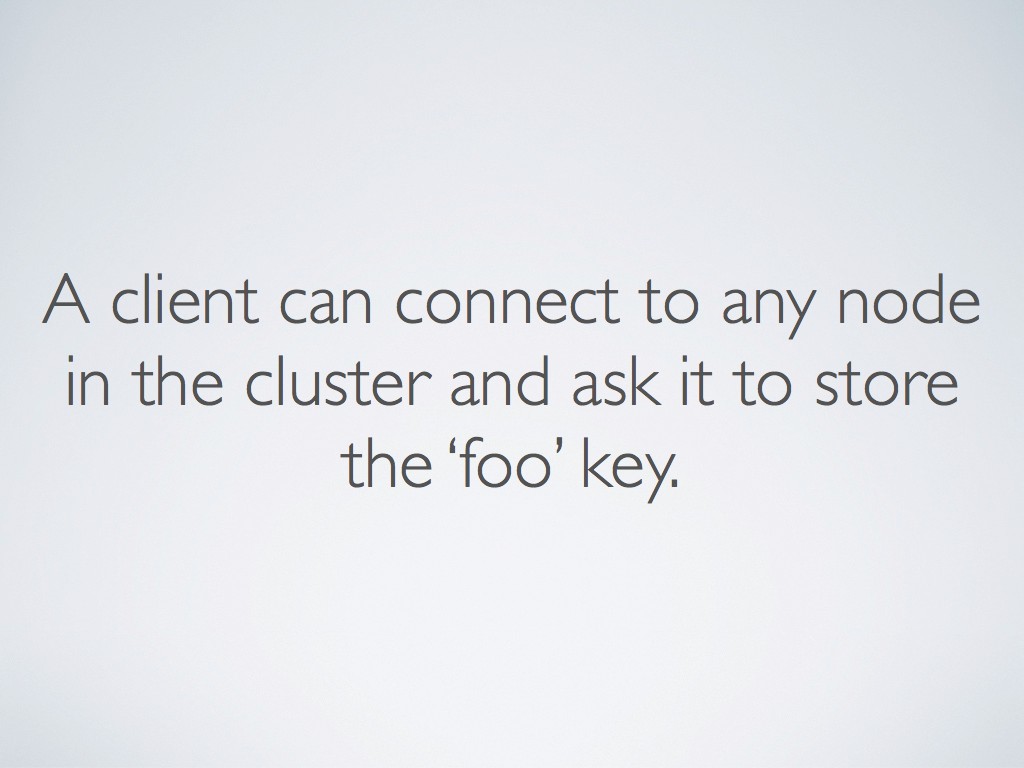 A client can connect to any node
in the cluster and ask it to store
the ‘foo’ key.